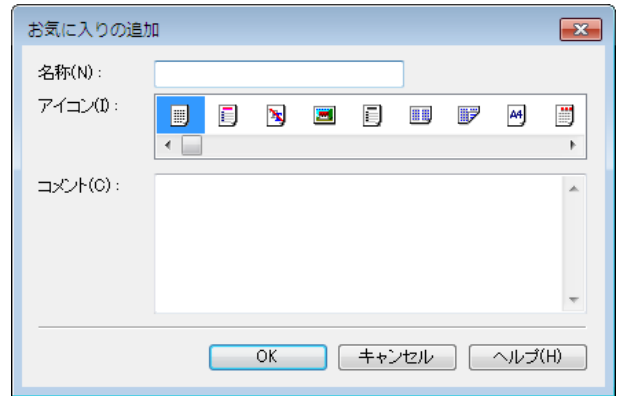 お気に入りの追加
名称(N) :
アイコン(I) :
A4
コメント(C) :
OK キャンセル ヘルプ(H)